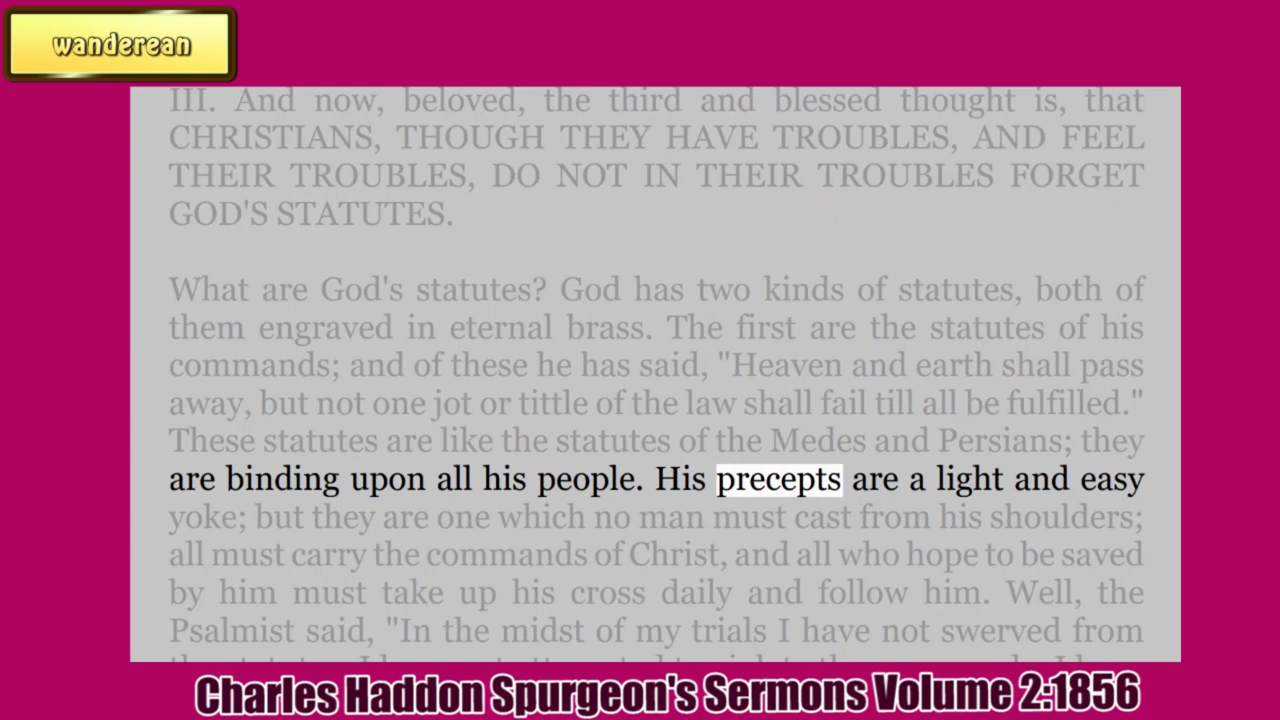 wanderean
III. And now, beloved, the third and blessed thought is, that
CHRISTIANS, THOUGH THEY HAVE TROUBLES, AND FEEL
THEIR TROUBLES, DO NOT IN THEIR TROUBLES FORGET
GOD'S STATUTES.
What are God's statutes? God has two kinds of statutes, both of
them engraved in eternal brass. The first are the statutes of his
commands; and of these he has said, "Heaven and earth shall pass
away, but not one jot or tittle of the law shall fail till all be fulfilled."
These statutes are like the statutes of the Medes and Persians; they
are binding upon all his people. His precepts are a light and easy
yoke; but they are one which no man must cast from his shoulders;
all must carry the commands of Christ, and all who hope to be saved
by him must take up his cross daily and follow him. Well, the
Psalmist said, "In the midst of my trials I have not swerved from
Charles Haddon Spurgeon's Sermons Volume 2:1856